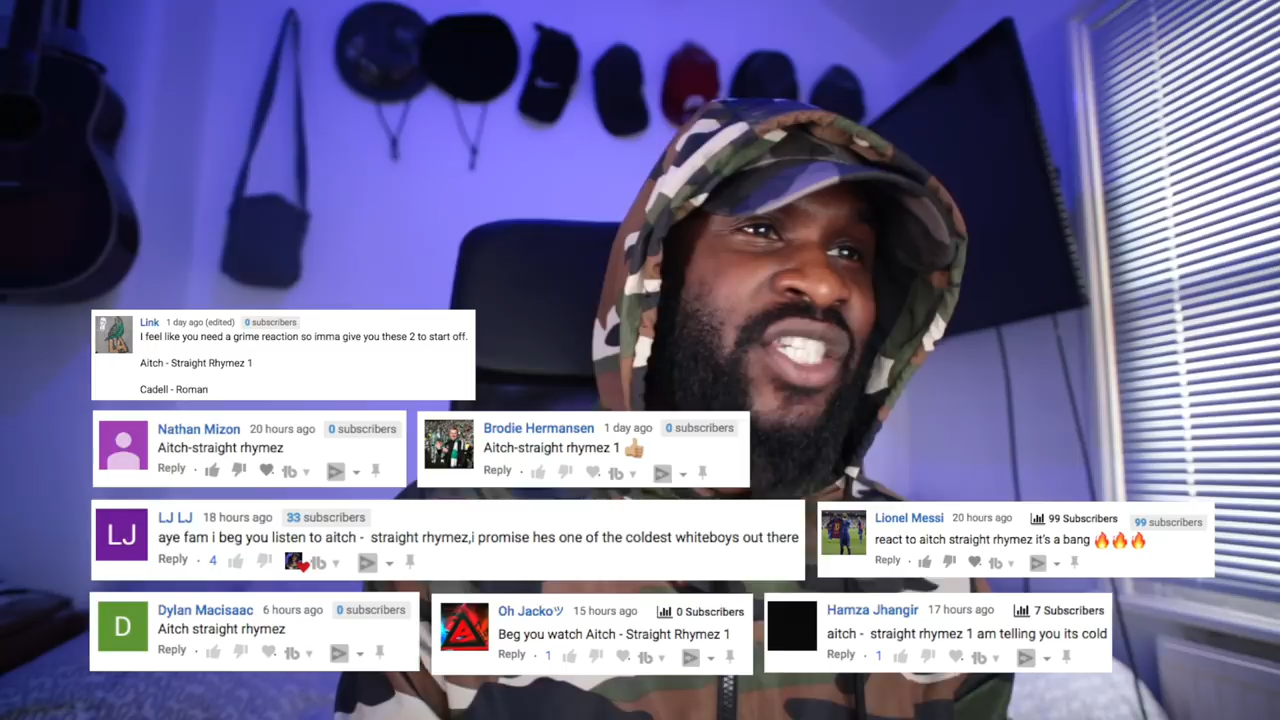 Link 1 day ago (edited) 0 subscribers
I feel like you need a grime reaction so imma give you these 2 to start off.
Aitch - Straight Rhymez 1
Cadell - Roman
Nathan Mizon 20 hours ago 0 subscribers
Aitch-straight rhymez
Reply
Brodie Hermansen 1 day ago 0 subscribers
Aitch-straight rhymez 1 👍🏼
Reply
LJ
LJ LJ 18 hours ago 33 subscribers
aye fam i beg you listen to aitch - straight rhymez,i promise hes one of the coldest whiteboys out there
Reply · 4
Lionel Messi 20 hours ago 99 Subscribers 99 subscribers
react to aitch straight rhymez it's a bang 🔥🔥🔥
Reply
D
Dylan Macisaac 6 hours ago 0 subscribers
Aitch straight rhymez
Reply
Oh Jackoツ 15 hours ago 0 Subscribers
Beg you watch Aitch - Straight Rhymez 1
Reply · 1
Hamza Jhangir 17 hours ago 7 Subscribers
aitch - straight rhymez 1 am telling you its cold
Reply · 1